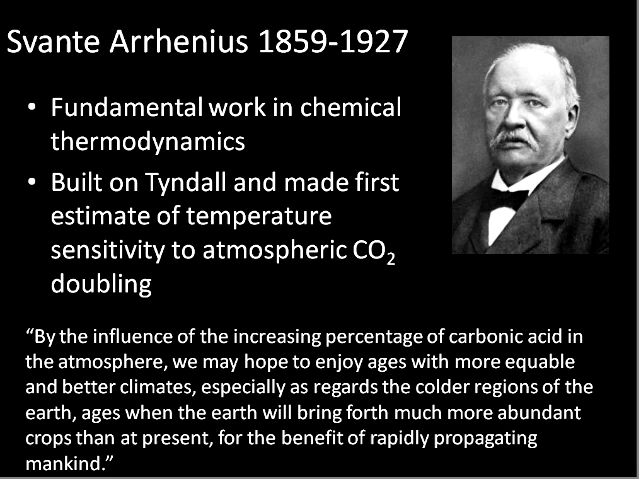 Svante Arrhenius 1859-1927
• Fundamental work in chemical
thermodynamics
• Built on Tyndall and made first
estimate of temperature
sensitivity to atmospheric CO₂
doubling
“By the influence of the increasing percentage of carbonic acid in
the atmosphere, we may hope to enjoy ages with more equable
and better climates, especially as regards the colder regions of the
earth, ages when the earth will bring forth much more abundant
crops than at present, for the benefit of rapidly propagating
mankind.”